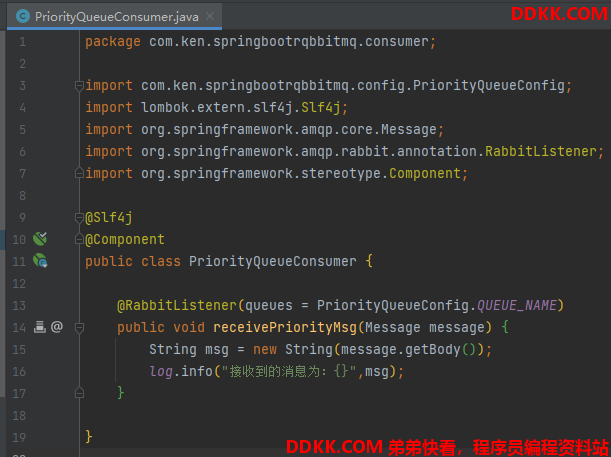 PriorityQueueConsumer.java
DDKK.COM
1 package com.ken.springbootrqbbitmq.consumer;
2
3 import com.ken.springbootrqbbitmq.config.PriorityQueueConfig;
4 import lombok.extern.slf4j.Slf4j;
5 import org.springframework.amqp.core.Message;
6 import org.springframework.amqp.rabbit.annotation.RabbitListener;
7 import org.springframework.stereotype.Component;
8
9 @Slf4j
10 @Component
11 public class PriorityQueueConsumer {
12
13 @RabbitListener(queues = PriorityQueueConfig.QUEUE_NAME)
14 @ public void receivePriorityMsg(Message message) {
15 String msg = new String(message.getBody());
16 log.info("接收到的消息为：{}",msg);
17 }
18
19 }
DDKK.COM 弟弟快看，程序员编程资料站